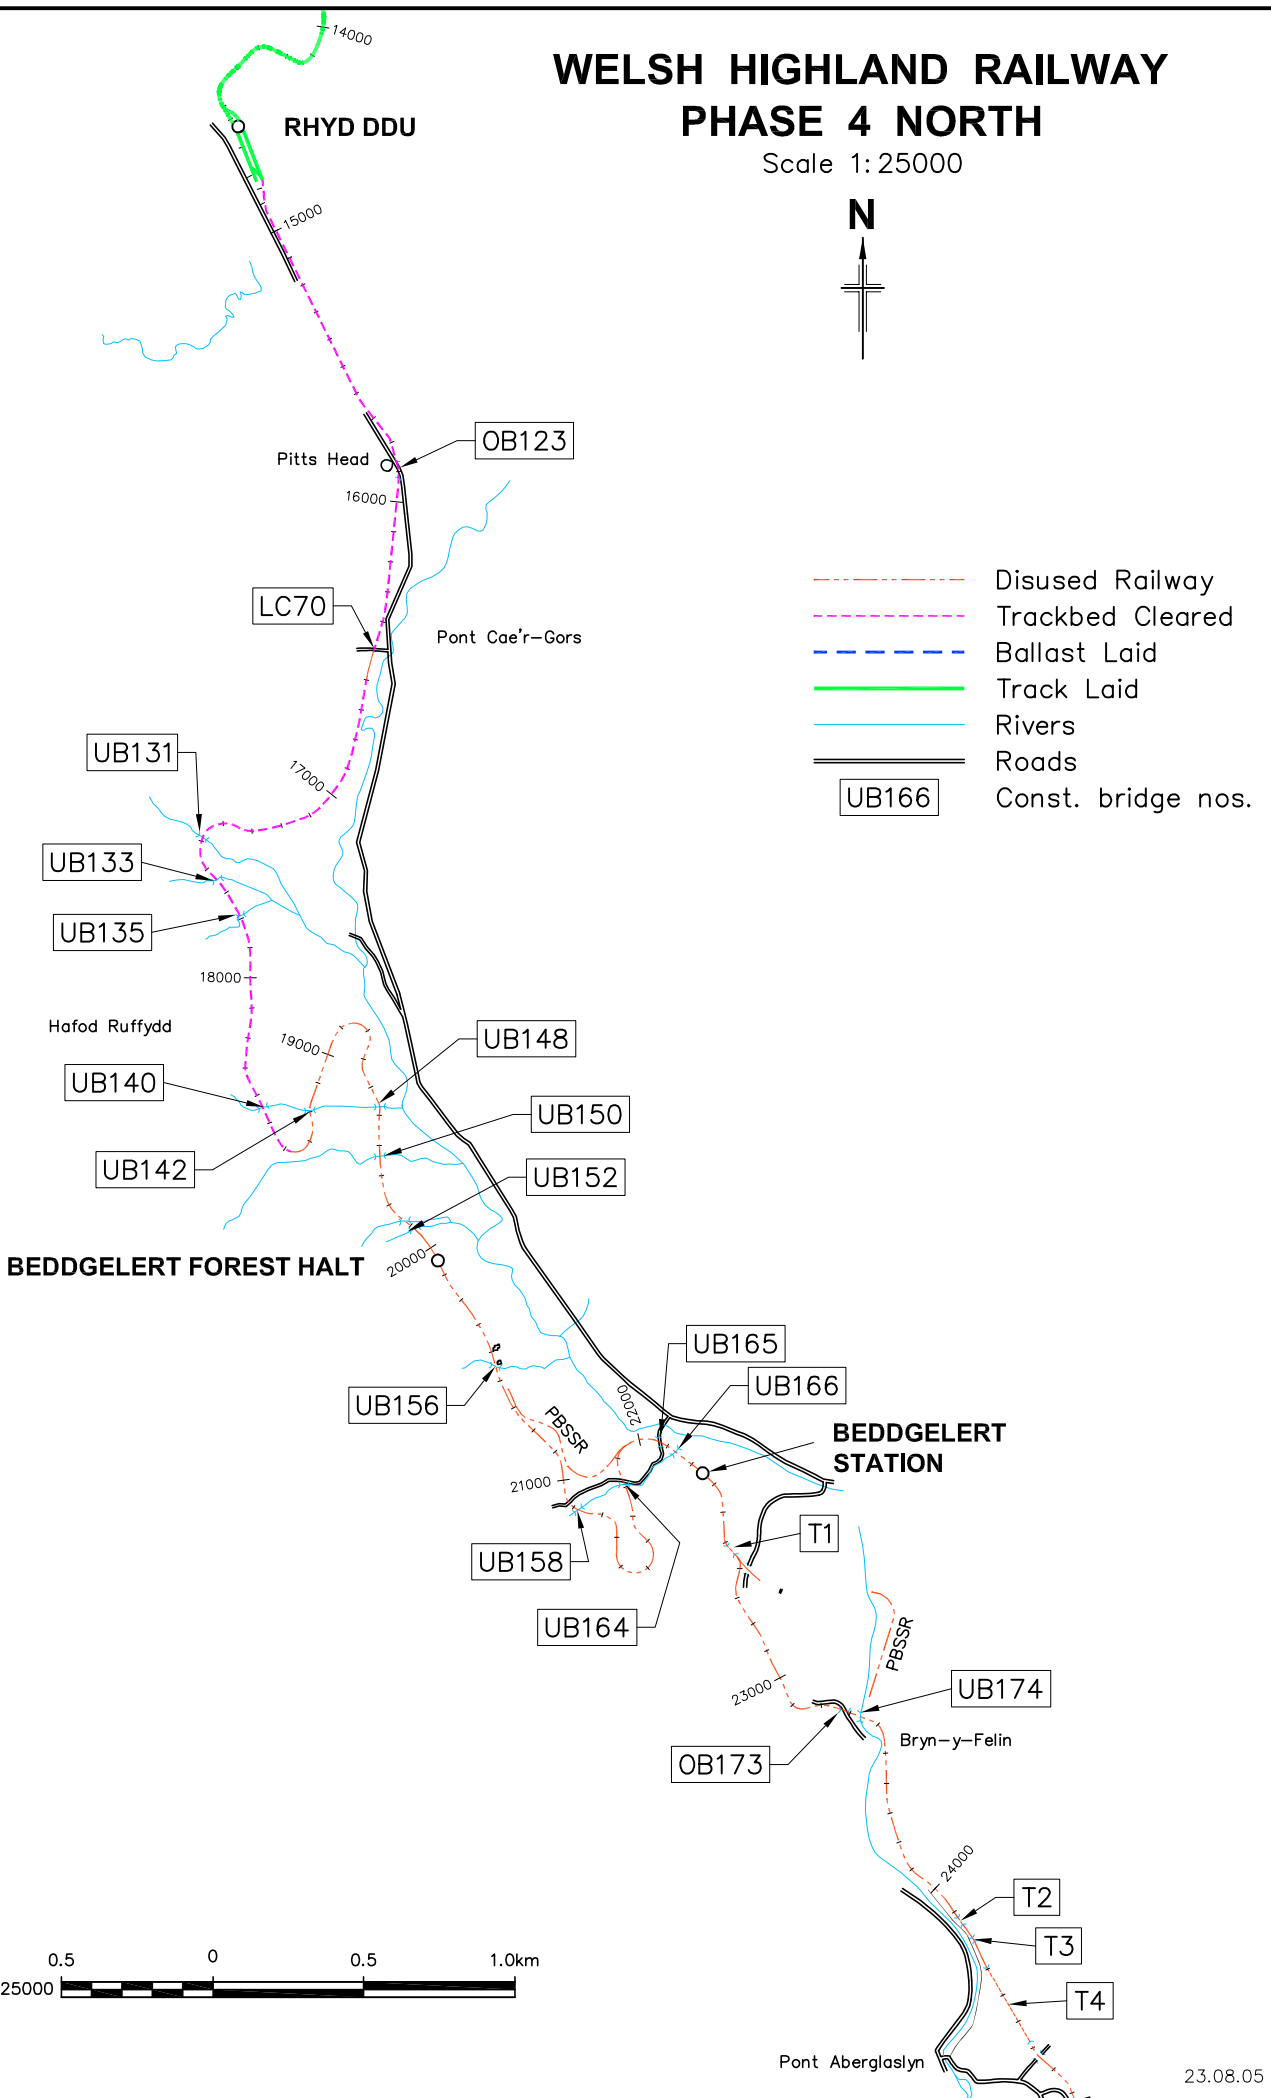 14000
WELSH HIGHLAND RAILWAY
PHASE 4 NORTH
Scale 1:25000
RHYD DDU
N
15000
OB123
Pitts Head
16000
LC70
Pont Cae'r-Gors
Disused Railway
Trackbed Cleared
Ballast Laid
Track Laid
Rivers
Roads
UB166 Const. bridge nos.
UB131
17000
UB133
UB135
18000
Hafod Ruffydd
19000
UB148
UB140
UB150
UB142
UB152
20000
BEDDGELERT FOREST HALT
UB165
UB166
UB156
22000
PBSSR
BEDDGELERT
STATION
21000
T1
UB158
UB164
PBSSR
23000
UB174
Bryn-y-Felin
OB173
24000
T2
T3
0.5 0 0.5 1.0km
25000
T4
Pont Aberglaslyn
23.08.05